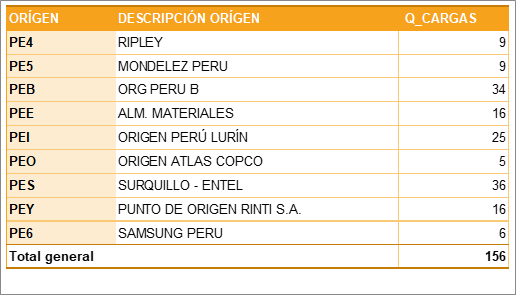 ORÍGEN DESCRIPCIÓN ORÍGEN Q_CARGAS
PE4 RIPLEY 9
PE5 MONDELEZ PERU 9
PEB ORG PERU B 34
PEE ALM. MATERIALES 16
PEI ORIGEN PERÚ LURÍN 25
PEO ORIGEN ATLAS COPCO 5
PES SURQUILLO - ENTEL 36
PEY PUNTO DE ORIGEN RINTI S.A. 16
PE6 SAMSUNG PERU 6
Total general 156